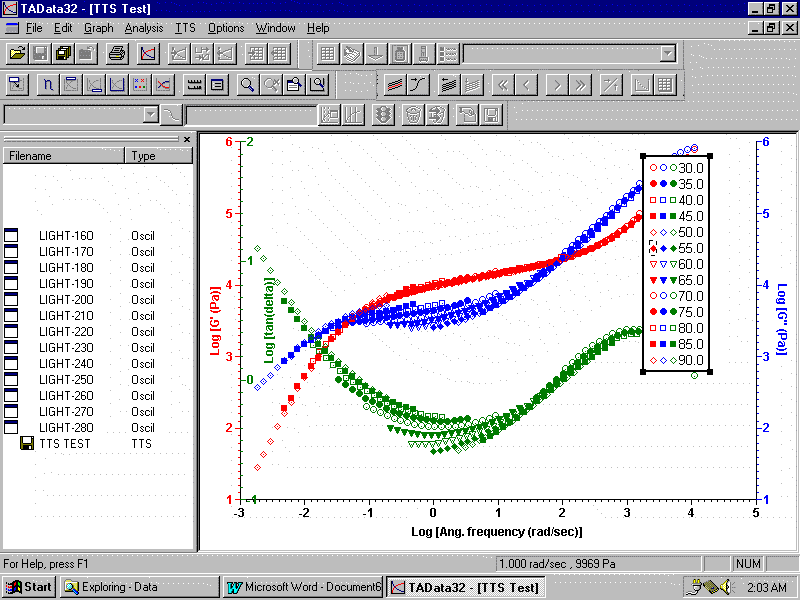 TAData32 - [TTS Test]
File Edit Graph Analysis TTS Options Window Help
Filename Type
LIGHT-160 Oscil
LIGHT-170 Oscil
LIGHT-180 Oscil
LIGHT-190 Oscil
LIGHT-200 Oscil
LIGHT-210 Oscil
LIGHT-220 Oscil
LIGHT-230 Oscil
LIGHT-240 Oscil
LIGHT-250 Oscil
LIGHT-260 Oscil
LIGHT-270 Oscil
LIGHT-280 Oscil
TTS TEST TTS
Log [G' (Pa)]
6
5
4
3
2
1
Log [tan(delta)]
2
1
0
-1
30.0
35.0
40.0
45.0
50.0
55.0
60.0
65.0
70.0
75.0
80.0
85.0
90.0
6
5
4
3
2
1
Log [G'' (Pa)]
-3 -2 -1 0 1 2 3 4 5
Log [Ang. frequency (rad/sec)]
For Help, press F1
1.000 rad/sec , 9969 Pa
NUM
Start
Exploring - Data
Microsoft Word - Document6
TAData32 - [TTS Test]
2:03 AM